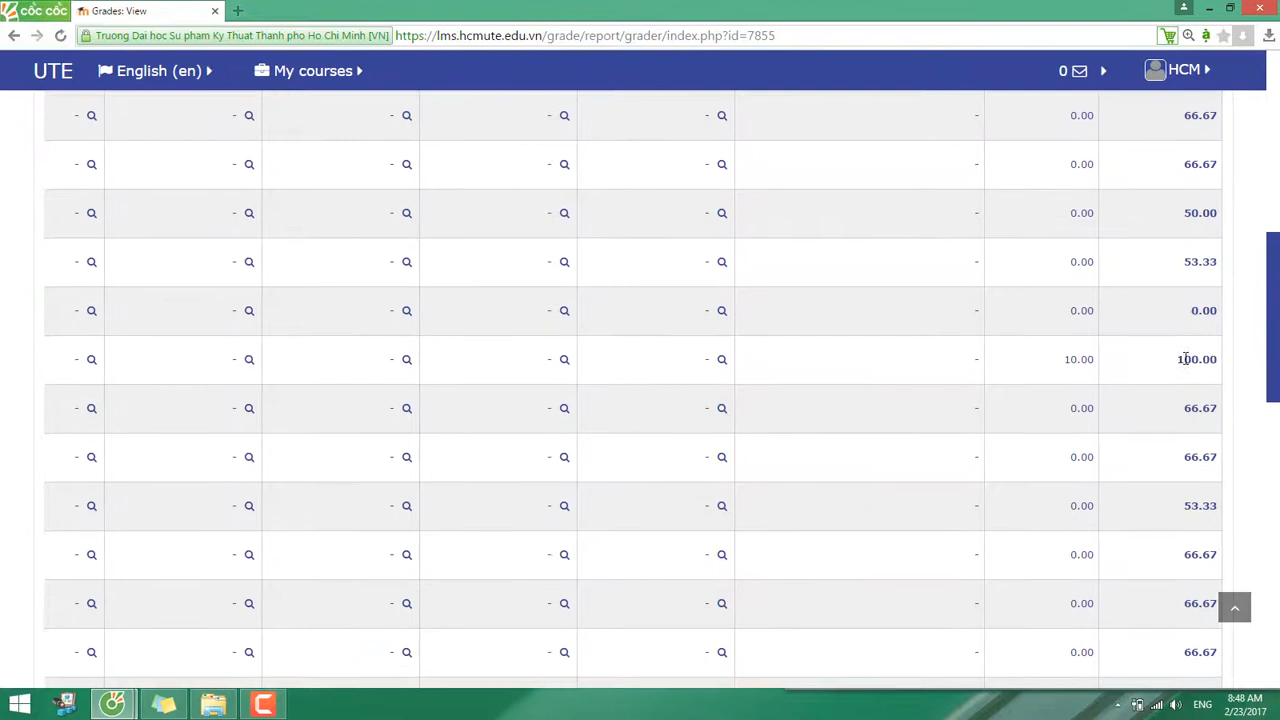 cốc cốc
Grades: View
Truong Dai hoc Su pham Ky Thuat Thanh pho Ho Chi Minh [VN]
https://lms.hcmute.edu.vn/grade/report/grader/index.php?id=7855
UTE English (en) My courses 0 HCM
- - - - - - 0.00 66.67
- - - - - - 0.00 66.67
- - - - - - 0.00 50.00
- - - - - - 0.00 53.33
- - - - - - 0.00 0.00
- - - - - - 10.00 100.00
- - - - - - 0.00 66.67
- - - - - - 0.00 66.67
- - - - - - 0.00 53.33
- - - - - - 0.00 66.67
- - - - - - 0.00 66.67
- - - - - - 0.00 66.67
ENG
8:48 AM
2/23/2017